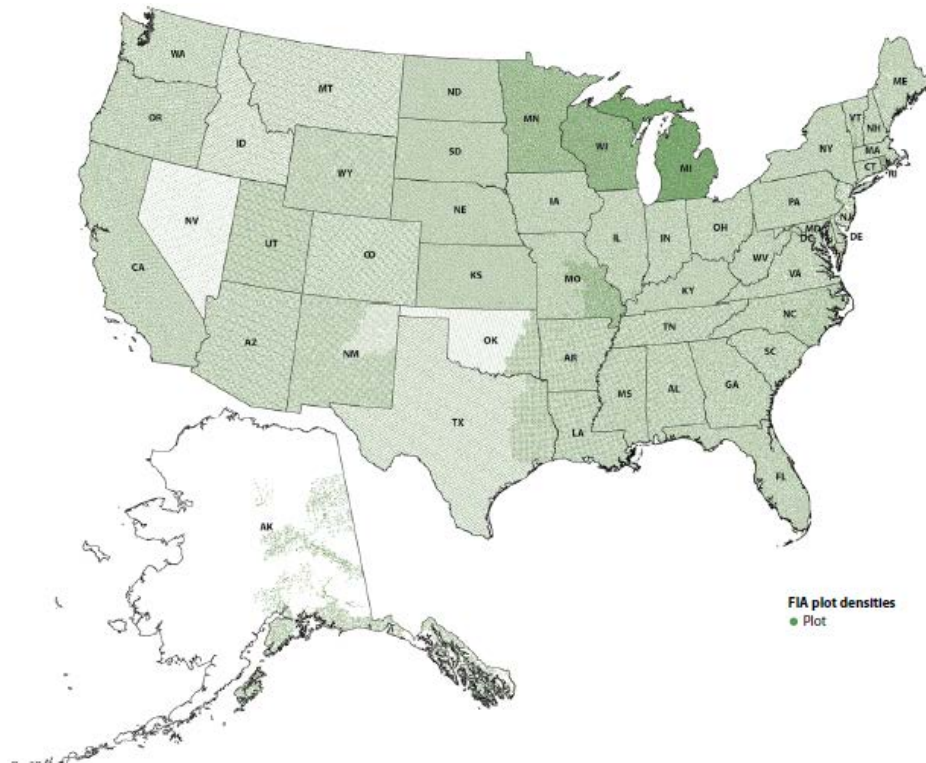 WA
MT
ND
MN
ME
OR
ID
SD
WI
MI
VT
NH
NY
MA
CT
RI
WY
IA
PA
NE
NV
UT
CO
IL
IN
OH
NJ
MD
DE
DC
WV
CA
KS
MO
VA
KY
NC
TN
AZ
NM
OK
AR
SC
MS
AL
GA
TX
LA
FL
AK
FIA plot densities
Plot